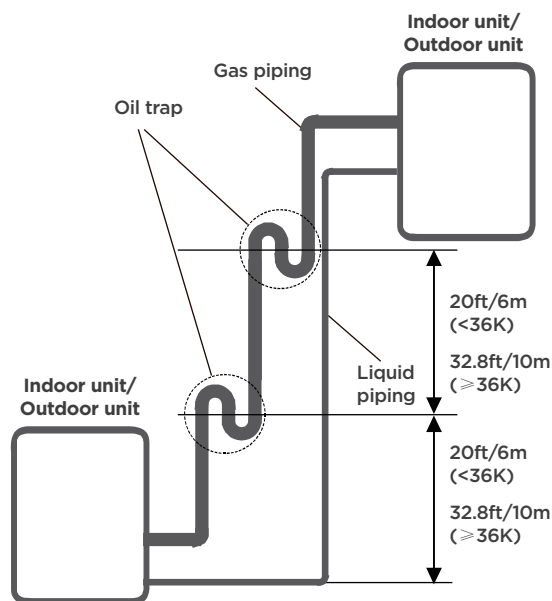 Indoor unit/
Outdoor unit
Gas piping
Oil trap
20ft/6m
(<36K)
32.8ft/10m
(⩾36K)
Liquid
piping
Indoor unit/
Outdoor unit
20ft/6m
(<36K)
32.8ft/10m
(⩾36K)